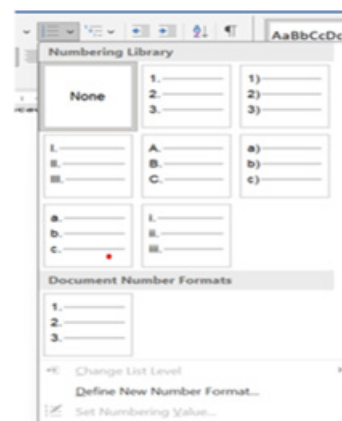 AaBbCcDc
Numbering Library
None
1.
2.
3.
1)
2)
3)
I.
II.
III.
A.
B.
C.
a)
b)
c)
a.
b.
c.
i.
ii.
iii.
Document Number Formats
1.
2.
3.
Change List Level
Define New Number Format...
Set Numbering Value...